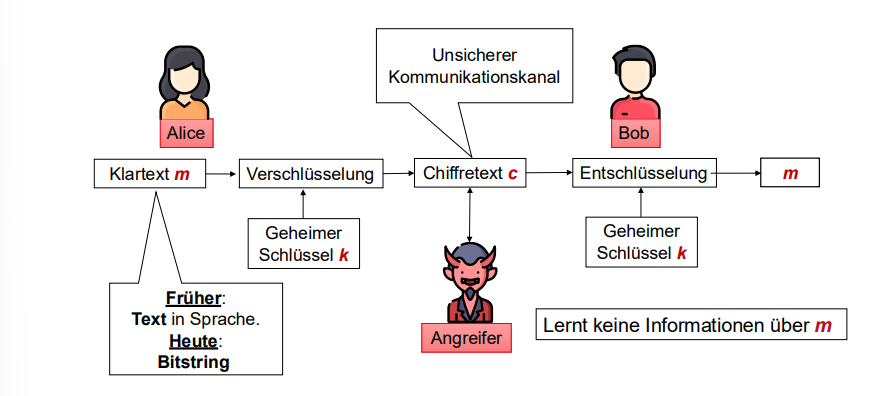 Unsicherer
Kommunikationskanal
Alice
Bob
Klartext m
Verschlüsselung
Chiffretext c
Entschlüsselung
m
Geheimer
Schlüssel k
Geheimer
Schlüssel k
Früher:
Text in Sprache.
Heute:
Bitstring
Angreifer
Lernt keine Informationen über m